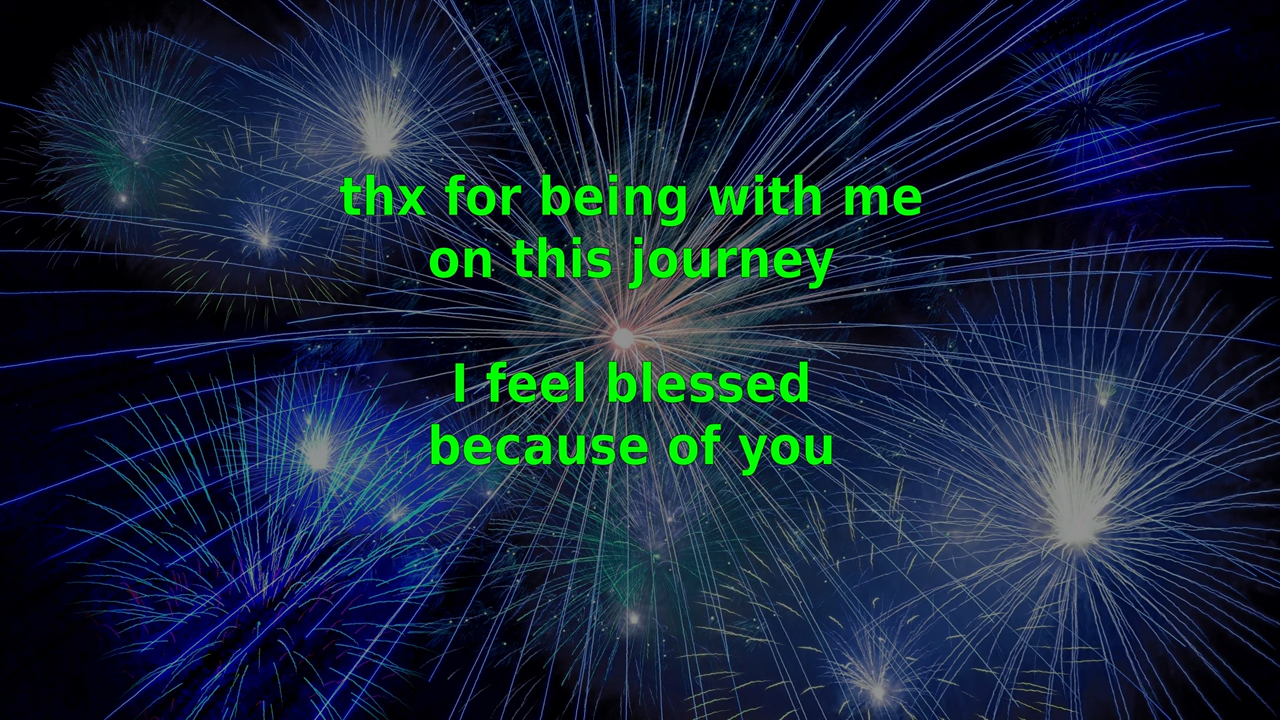 thx for being with me
on this journey
I feel blessed
because of you